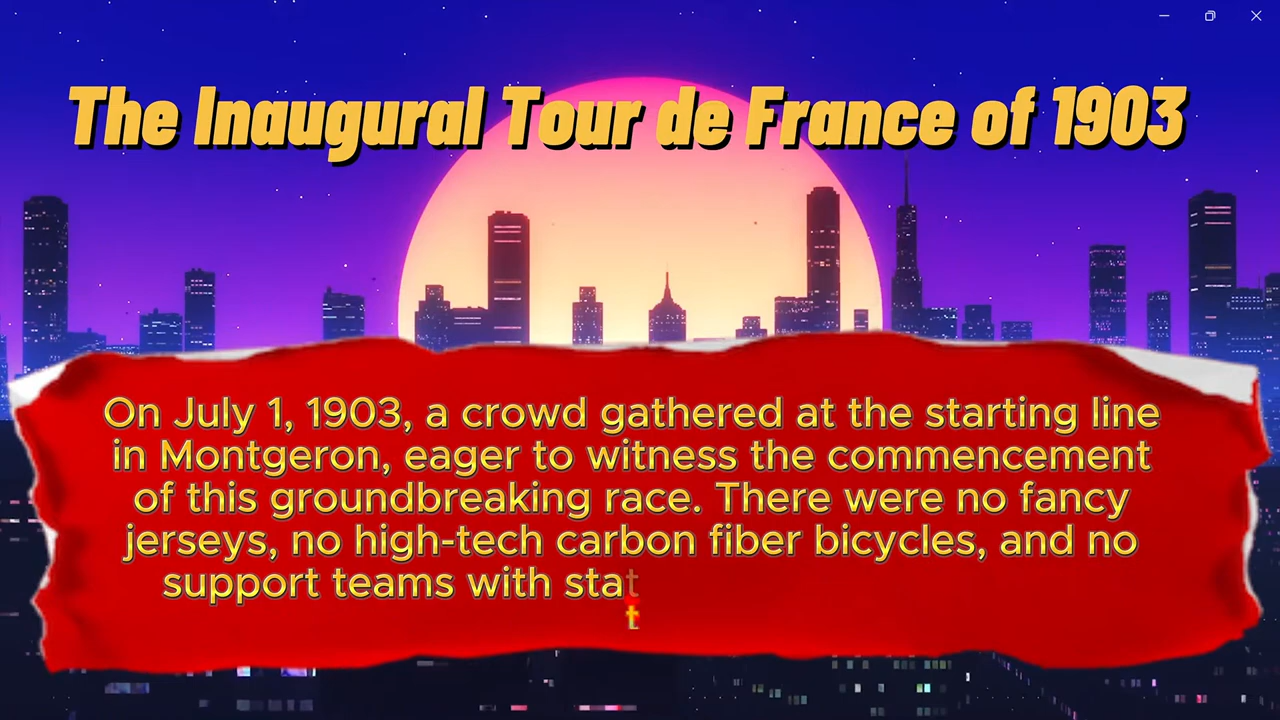 The Inaugural Tour de France of 1903
On July 1, 1903, a crowd gathered at the starting line
in Montgeron, eager to witness the commencement
of this groundbreaking race. There were no fancy
jerseys, no high-tech carbon fiber bicycles, and no
support teams with stat
t